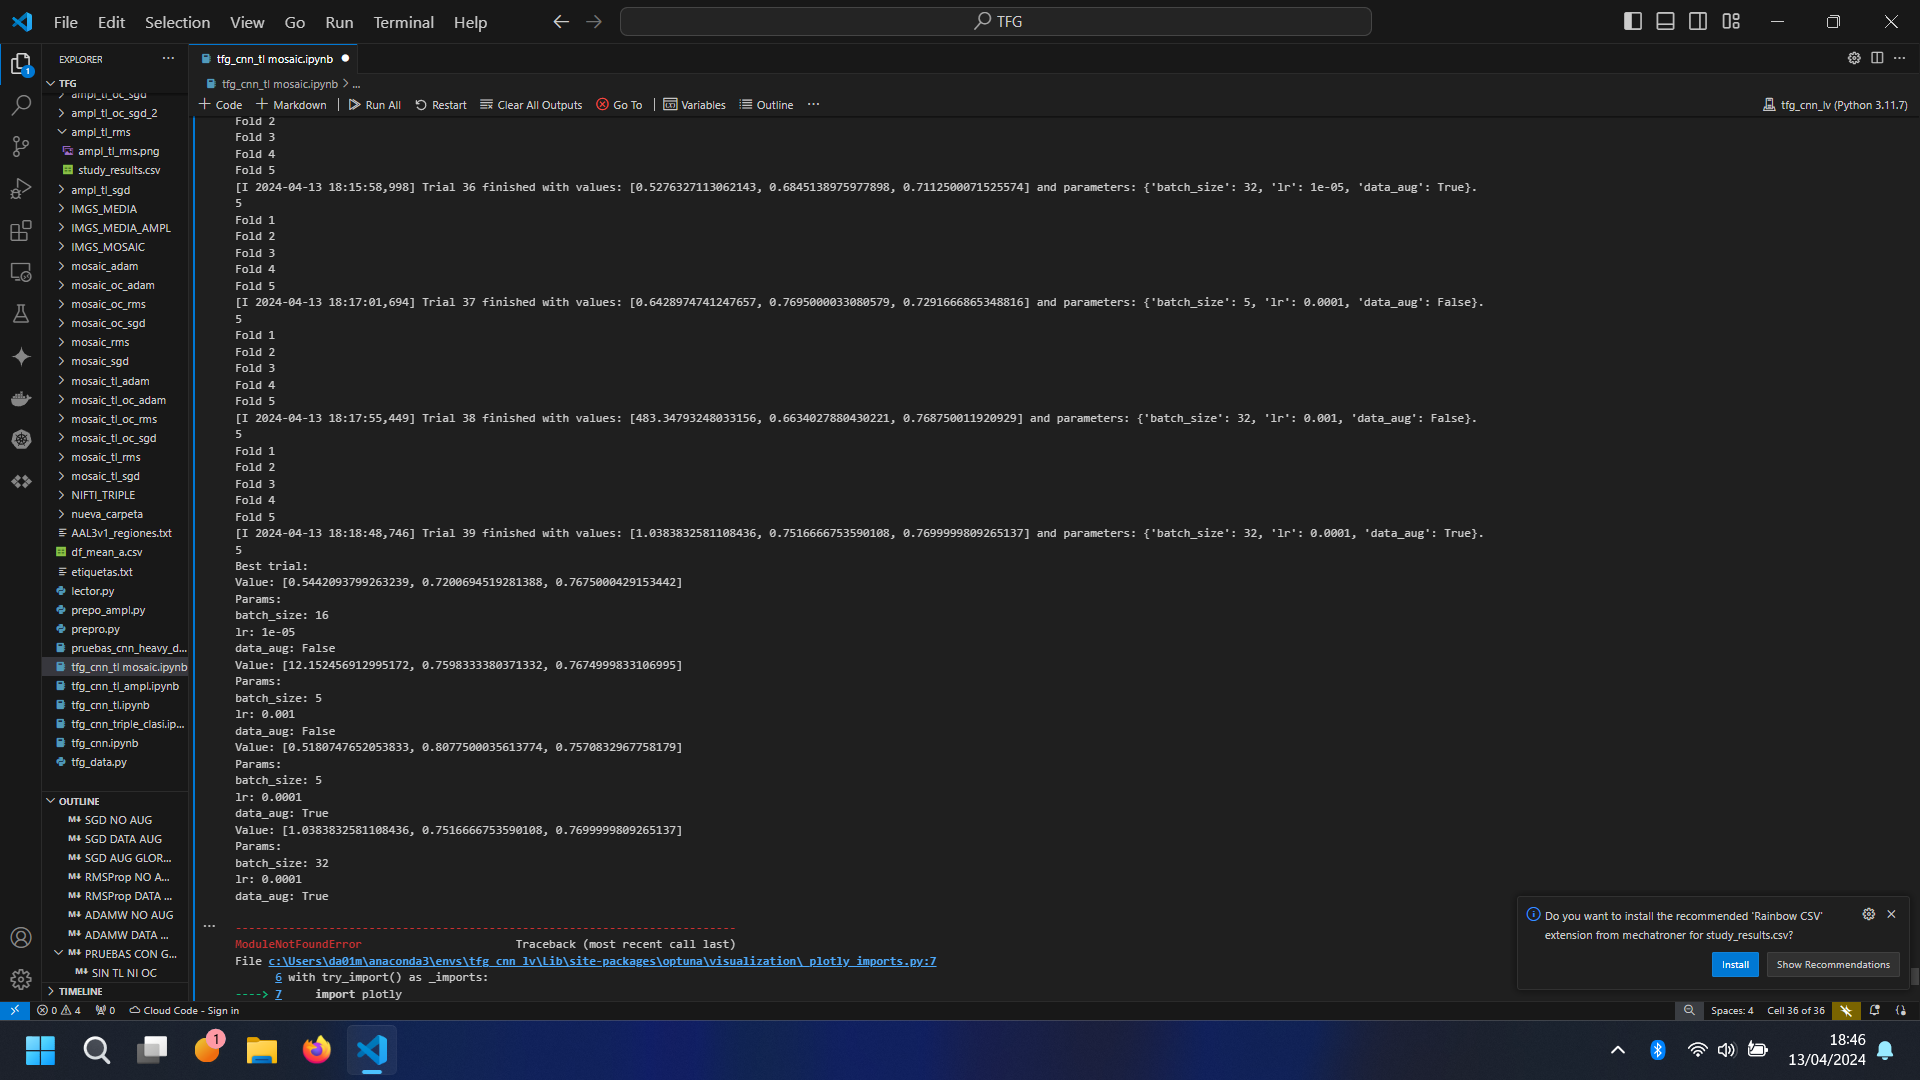 File Edit Selection View Go Run Terminal Help
TFG
EXPLORER
TFG
ampl_tl_oc_sgd
ampl_tl_oc_sgd_2
ampl_tl_rms
ampl_tl_rms.png
study_results.csv
ampl_tl_sgd
IMGS_MEDIA
IMGS_MEDIA_AMPL
IMGS_MOSAIC
mosaic_adam
mosaic_oc_adam
mosaic_oc_rms
mosaic_oc_sgd
mosaic_rms
mosaic_sgd
mosaic_tl_adam
mosaic_tl_oc_adam
mosaic_tl_oc_rms
mosaic_tl_oc_sgd
mosaic_tl_rms
mosaic_tl_sgd
NIFTI_TRIPLE
nueva_carpeta
AAL3v1_regiones.txt
df_mean_a.csv
etiquetas.txt
lector.py
prepo_ampl.py
prepro.py
pruebas_cnn_heavy_d...
tfg_cnn_tl mosaic.ipynb
tfg_cnn_tl_ampl.ipynb
tfg_cnn_tl.ipynb
tfg_cnn_triple_clasi.ip...
tfg_cnn.ipynb
tfg_data.py
OUTLINE
M↓ SGD NO AUG
M↓ SGD DATA AUG
M↓ SGD AUG GLOR...
M↓ RMSProp NO A...
M↓ RMSProp DATA ...
M↓ ADAMW NO AUG
M↓ ADAMW DATA ...
M↓ PRUEBAS CON G...
M↓ SIN TL NI OC
TIMELINE
tfg_cnn_tl mosaic.ipynb
tfg_cnn_tl mosaic.ipynb > ...
Code Markdown Run All Restart Clear All Outputs Go To Variables Outline ...
tfg_cnn_lv (Python 3.11.7)
Fold 2
Fold 3
Fold 4
Fold 5
[I 2024-04-13 18:15:58,998] Trial 36 finished with values: [0.5276327113062143, 0.6845138975977898, 0.7112500071525574] and parameters: {'batch_size': 32, 'lr': 1e-05, 'data_aug': True}.
5
Fold 1
Fold 2
Fold 3
Fold 4
Fold 5
[I 2024-04-13 18:17:01,694] Trial 37 finished with values: [0.6428974741247657, 0.7695000033080579, 0.7291666865348816] and parameters: {'batch_size': 5, 'lr': 0.0001, 'data_aug': False}.
5
Fold 1
Fold 2
Fold 3
Fold 4
Fold 5
[I 2024-04-13 18:17:55,449] Trial 38 finished with values: [483.34793248033156, 0.6634027880430221, 0.768750011920929] and parameters: {'batch_size': 32, 'lr': 0.001, 'data_aug': False}.
5
Fold 1
Fold 2
Fold 3
Fold 4
Fold 5
[I 2024-04-13 18:18:48,746] Trial 39 finished with values: [1.0383832581108436, 0.7516666753590108, 0.7699999809265137] and parameters: {'batch_size': 32, 'lr': 0.0001, 'data_aug': True}.
5
Best trial:
Value: [0.5442093799263239, 0.7200694519281388, 0.7675000429153442]
Params:
batch_size: 16
lr: 1e-05
data_aug: False
Value: [12.152456912995172, 0.7598333380371332, 0.7674999833106995]
Params:
batch_size: 5
lr: 0.001
data_aug: False
Value: [0.5180747652053833, 0.8077500035613774, 0.7570832967758179]
Params:
batch_size: 5
lr: 0.0001
data_aug: True
Value: [1.0383832581108436, 0.7516666753590108, 0.7699999809265137]
Params:
batch_size: 32
lr: 0.0001
data_aug: True
...
---------------------------------------------------------------------------
ModuleNotFoundError Traceback (most recent call last)
File c:\Users\da01m\anaconda3\envs\tfg_cnn_lv\Lib\site-packages\optuna\visualization\_plotly_imports.py:7
6 with try_import() as _imports:
----> 7 import plotly
Do you want to install the recommended 'Rainbow CSV'
extension from mechatroner for study_results.csv?
Install Show Recommendations
0 4 0 Cloud Code - Sign in
Spaces: 4 Cell 36 of 36
1
1
18:46
13/04/2024